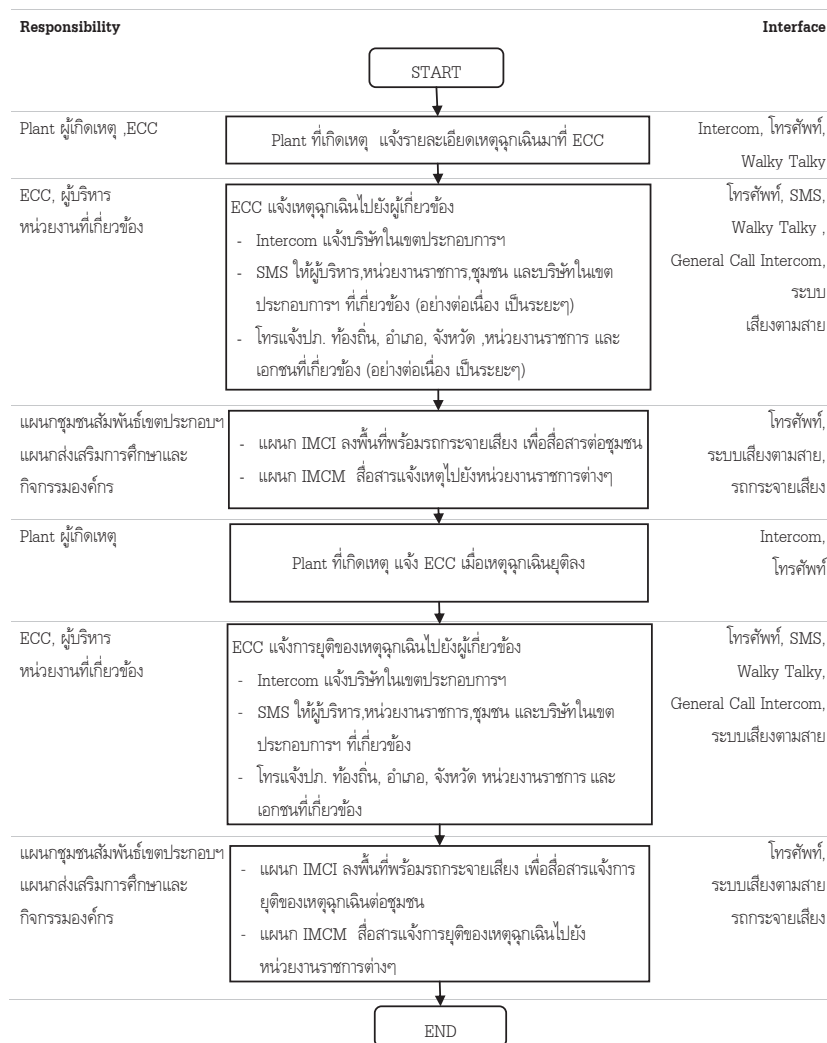 Responsibility
Interface
START
Plant ผู้เกิดเหตุ ,ECC
Plant ที่เกิดเหตุ แจ้งรายละเอียดเหตุฉุกเฉินมาที่ ECC
Intercom, โทรศัพท์,
Walky Talky
ECC, ผู้บริหาร
หน่วยงานที่เกี่ยวข้อง
ECC แจ้งเหตุฉุกเฉินไปยังผู้เกี่ยวข้อง
- Intercom แจ้งบริษัทในเขตประกอบการฯ
- SMS ให้ผู้บริหาร,หน่วยงานราชการ,ชุมชน และบริษัทในเขต
ประกอบการฯ ที่เกี่ยวข้อง (อย่างต่อเนื่อง เป็นระยะๆ)
- โทรแจ้งปภ. ท้องถิ่น, อำเภอ, จังหวัด ,หน่วยงานราชการ และ
เอกชนที่เกี่ยวข้อง (อย่างต่อเนื่อง เป็นระยะๆ)
โทรศัพท์, SMS,
Walky Talky ,
General Call Intercom,
ระบบ
เสียงตามสาย
แผนกชุมชนสัมพันธ์เขตประกอบฯ
แผนกส่งเสริมการศึกษาและ
กิจกรรมองค์กร
- แผนก IMCI ลงพื้นที่พร้อมรถกระจายเสียง เพื่อสื่อสารต่อชุมชน
- แผนก IMCM สื่อสารแจ้งเหตุไปยังหน่วยงานราชการต่างๆ
โทรศัพท์,
ระบบเสียงตามสาย,
รถกระจายเสียง
Plant ผู้เกิดเหตุ
Plant ที่เกิดเหตุ แจ้ง ECC เมื่อเหตุฉุกเฉินยุติลง
Intercom,
โทรศัพท์
ECC, ผู้บริหาร
หน่วยงานที่เกี่ยวข้อง
ECC แจ้งการยุติของเหตุฉุกเฉินไปยังผู้เกี่ยวข้อง
- Intercom แจ้งบริษัทในเขตประกอบการฯ
- SMS ให้ผู้บริหาร,หน่วยงานราชการ,ชุมชน และบริษัทในเขต
ประกอบการฯ ที่เกี่ยวข้อง
- โทรแจ้งปภ. ท้องถิ่น, อำเภอ, จังหวัด หน่วยงานราชการ และ
เอกชนที่เกี่ยวข้อง
โทรศัพท์, SMS,
Walky Talky,
General Call Intercom,
ระบบเสียงตามสาย
แผนกชุมชนสัมพันธ์เขตประกอบฯ
แผนกส่งเสริมการศึกษาและ
กิจกรรมองค์กร
- แผนก IMCI ลงพื้นที่พร้อมรถกระจายเสียง เพื่อสื่อสารแจ้งการ
ยุติของเหตุฉุกเฉินต่อชุมชน
- แผนก IMCM สื่อสารแจ้งการยุติของเหตุฉุกเฉินไปยัง
หน่วยงานราชการต่างๆ
โทรศัพท์,
ระบบเสียงตามสาย
รถกระจายเสียง
END